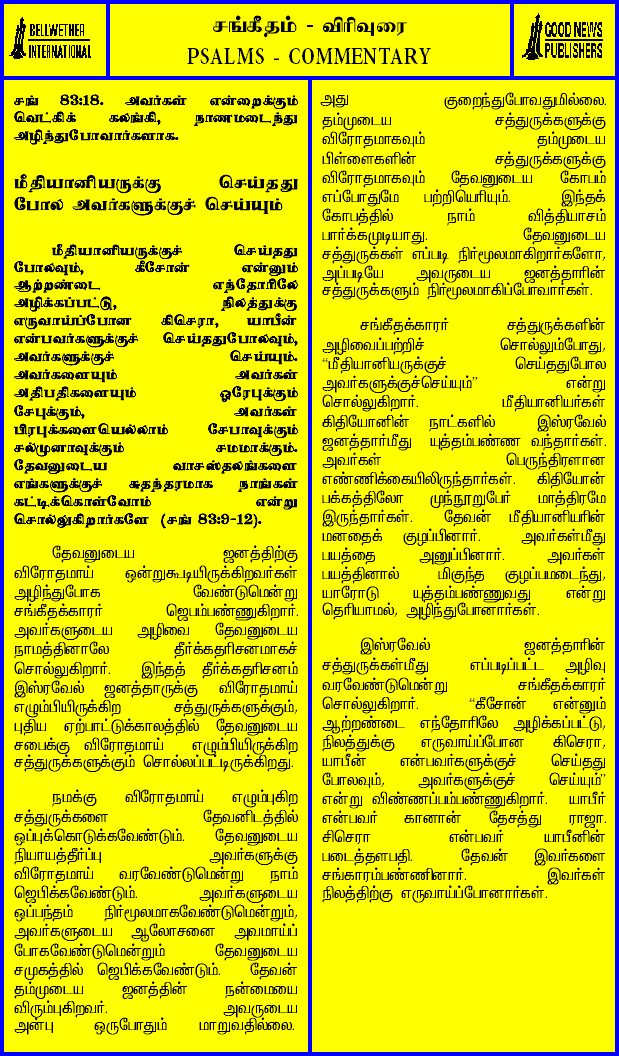 BELLWETHER
INTERNATIONAL
சங்கீதம் - விரிவுரை
PSALMS - COMMENTARY
GOOD NEWS
PUBLISHERS
சங் 83:18. அவர்கள் என்றைக்கும்
வெட்கிக் கலங்கி, நாணமடைந்து
அழிந்துபோவார்களாக.
மீதியானியருக்கு செய்தது
போல அவர்களுக்குச் செய்யும்
மீதியானியருக்குச் செய்தது
போலவும், கீசோன் என்னும்
ஆற்றண்டை எந்தோரிலே
அழிக்கப்பட்டு, நிலத்துக்கு
எருவாய்ப்போன சிசெரா, யாபீன்
என்பவர்களுக்குச் செய்ததுபோலவும்,
அவர்களுக்குச் செய்யும்.
அவர்களையும் அவர்கள்
அதிபதிகளையும் ஓரேபுக்கும்
சேபுக்கும், அவர்கள்
பிரபுக்களையெல்லாம் சேபாவுக்கும்
சல்முனாவுக்கும் சமமாக்கும்.
தேவனுடைய வாசஸ்தலங்களை
எங்களுக்குச் சுதந்தரமாக நாங்கள்
கட்டிக்கொள்வோம் என்று
சொல்லுகிறார்களே (சங் 83:9-12).
தேவனுடைய ஜனத்திற்கு
விரோதமாய் ஒன்றுகூடியிருக்கிறவர்கள்
அழிந்துபோக வேண்டுமென்று
சங்கீதக்காரர் ஜெபம்பண்ணுகிறார்.
அவர்களுடைய அழிவை தேவனுடைய
நாமத்தினாலே தீர்க்கதரிசனமாகச்
சொல்லுகிறார். இந்தத் தீர்க்கதரிசனம்
இஸ்ரவேல் ஜனத்தாருக்கு விரோதமாய்
எழும்பியிருக்கிற சத்துருக்களுக்கும்,
புதிய ஏற்பாட்டுக்காலத்தில் தேவனுடைய
சபைக்கு விரோதமாய் எழும்பியிருக்கிற
சத்துருக்களுக்கும் சொல்லப்பட்டிருக்கிறது.
நமக்கு விரோதமாய் எழும்புகிற
சத்துருக்களை தேவனிடத்தில்
ஒப்புக்கொடுக்கவேண்டும். தேவனுடைய
நியாயத்தீர்ப்பு அவர்களுக்கு
விரோதமாய் வரவேண்டுமென்று நாம்
ஜெபிக்கவேண்டும். அவர்களுடைய
ஒப்பந்தம் நிர்மூலமாகவேண்டுமென்றும்,
அவர்களுடைய ஆலோசனை அவமாய்ப்
போகவேண்டுமென்றும் தேவனுடைய
சமுகத்தில் ஜெபிக்கவேண்டும். தேவன்
தம்முடைய ஜனத்தின் நன்மையை
விரும்புகிறவர். அவருடைய
அன்பு ஒருபோதும் மாறுவதில்லை.
அது குறைந்துபோவதுமில்லை.
தம்முடைய சத்துருக்களுக்கு
விரோதமாகவும் தம்முடைய
பிள்ளைகளின் சத்துருக்களுக்கு
விரோதமாகவும் தேவனுடைய கோபம்
எப்போதுமே பற்றியெரியும். இந்தக்
கோபத்தில் நாம் வித்தியாசம்
பார்க்கமுடியாது. தேவனுடைய
சத்துருக்கள் எப்படி நிர்மூலமாகிறார்களோ,
அப்படியே அவருடைய ஜனத்தாரின்
சத்துருக்களும் நிர்மூலமாகிப்போவார்கள்.
சங்கீதக்காரர் சத்துருக்களின்
அழிவைப்பற்றிச் சொல்லும்போது,
“மீதியானியருக்குச் செய்ததுபோல
அவர்களுக்குச்செய்யும்” என்று
சொல்லுகிறார். மீதியானியர்கள்
கிதியோனின் நாட்களில் இஸ்ரவேல்
ஜனத்தார்மீது யுத்தம்பண்ண வந்தார்கள்.
அவர்கள் பெருந்திரளான
எண்ணிக்கையிலிருந்தார்கள். கிதியோன்
பக்கத்திலோ முந்நூறுபேர் மாத்திரமே
இருந்தார்கள். தேவன் மீதியானியரின்
மனதைக் குழப்பினார். அவர்கள்மீது
பயத்தை அனுப்பினார். அவர்கள்
பயத்தினால் மிகுந்த குழப்பமடைந்து,
யாரோடு யுத்தம்பண்ணுவது என்று
தெரியாமல், அழிந்துபோனார்கள்.
இஸ்ரவேல் ஜனத்தாரின்
சத்துருக்கள்மீது எப்படிப்பட்ட அழிவு
வரவேண்டுமென்று சங்கீதக்காரர்
சொல்லுகிறார். “கீசோன் என்னும்
ஆற்றண்டை எந்தோரிலே அழிக்கப்பட்டு,
நிலத்துக்கு எருவாய்ப்போன சிசெரா,
யாபீன் என்பவர்களுக்குச் செய்தது
போலவும், அவர்களுக்குச் செய்யும்”
என்று விண்ணப்பம்பண்ணுகிறார். யாபீர்
என்பவர் கானான் தேசத்து ராஜா.
சிசெரா என்பவர் யாபீனின்
படைத்தளபதி. தேவன் இவர்களை
சங்காரம்பண்ணினார். இவர்கள்
நிலத்திற்கு எருவாய்ப்போனார்கள்.